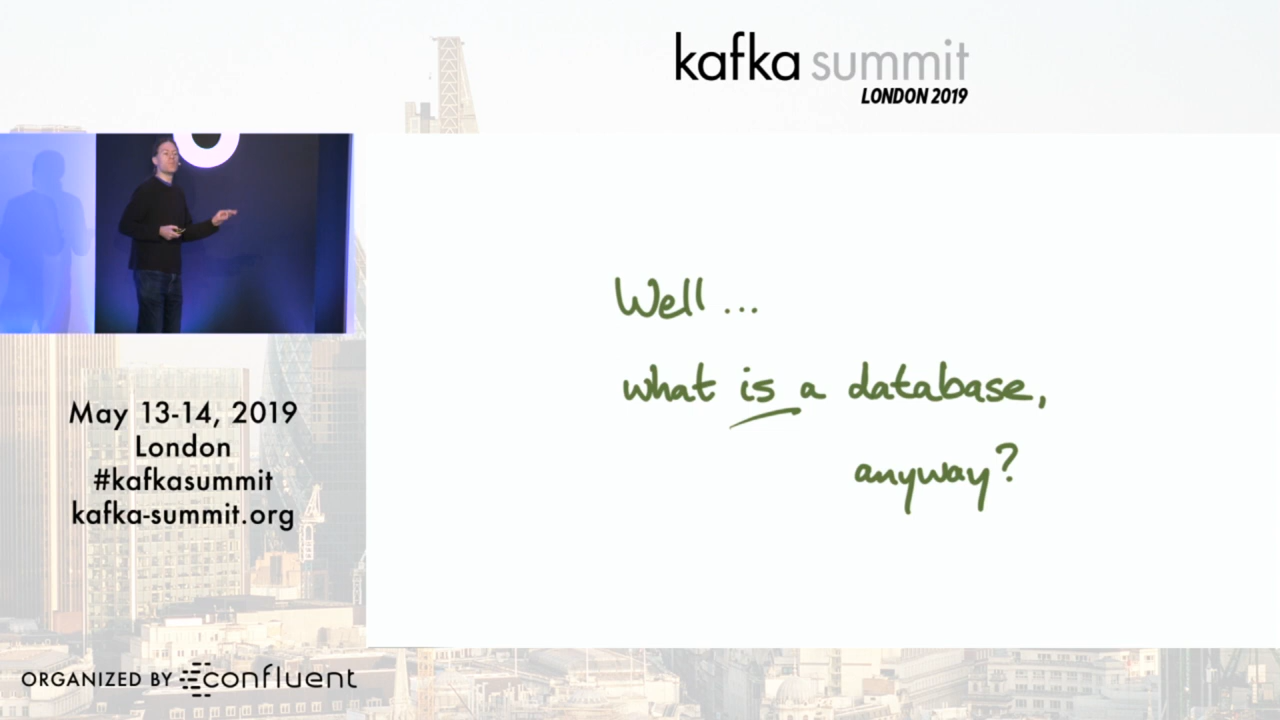 kafka summit
LONDON 2019
Well ...
what is a database,
anyway?
May 13-14, 2019
London
#kafkasummit
kafka-summit.org
ORGANIZED BY confluent